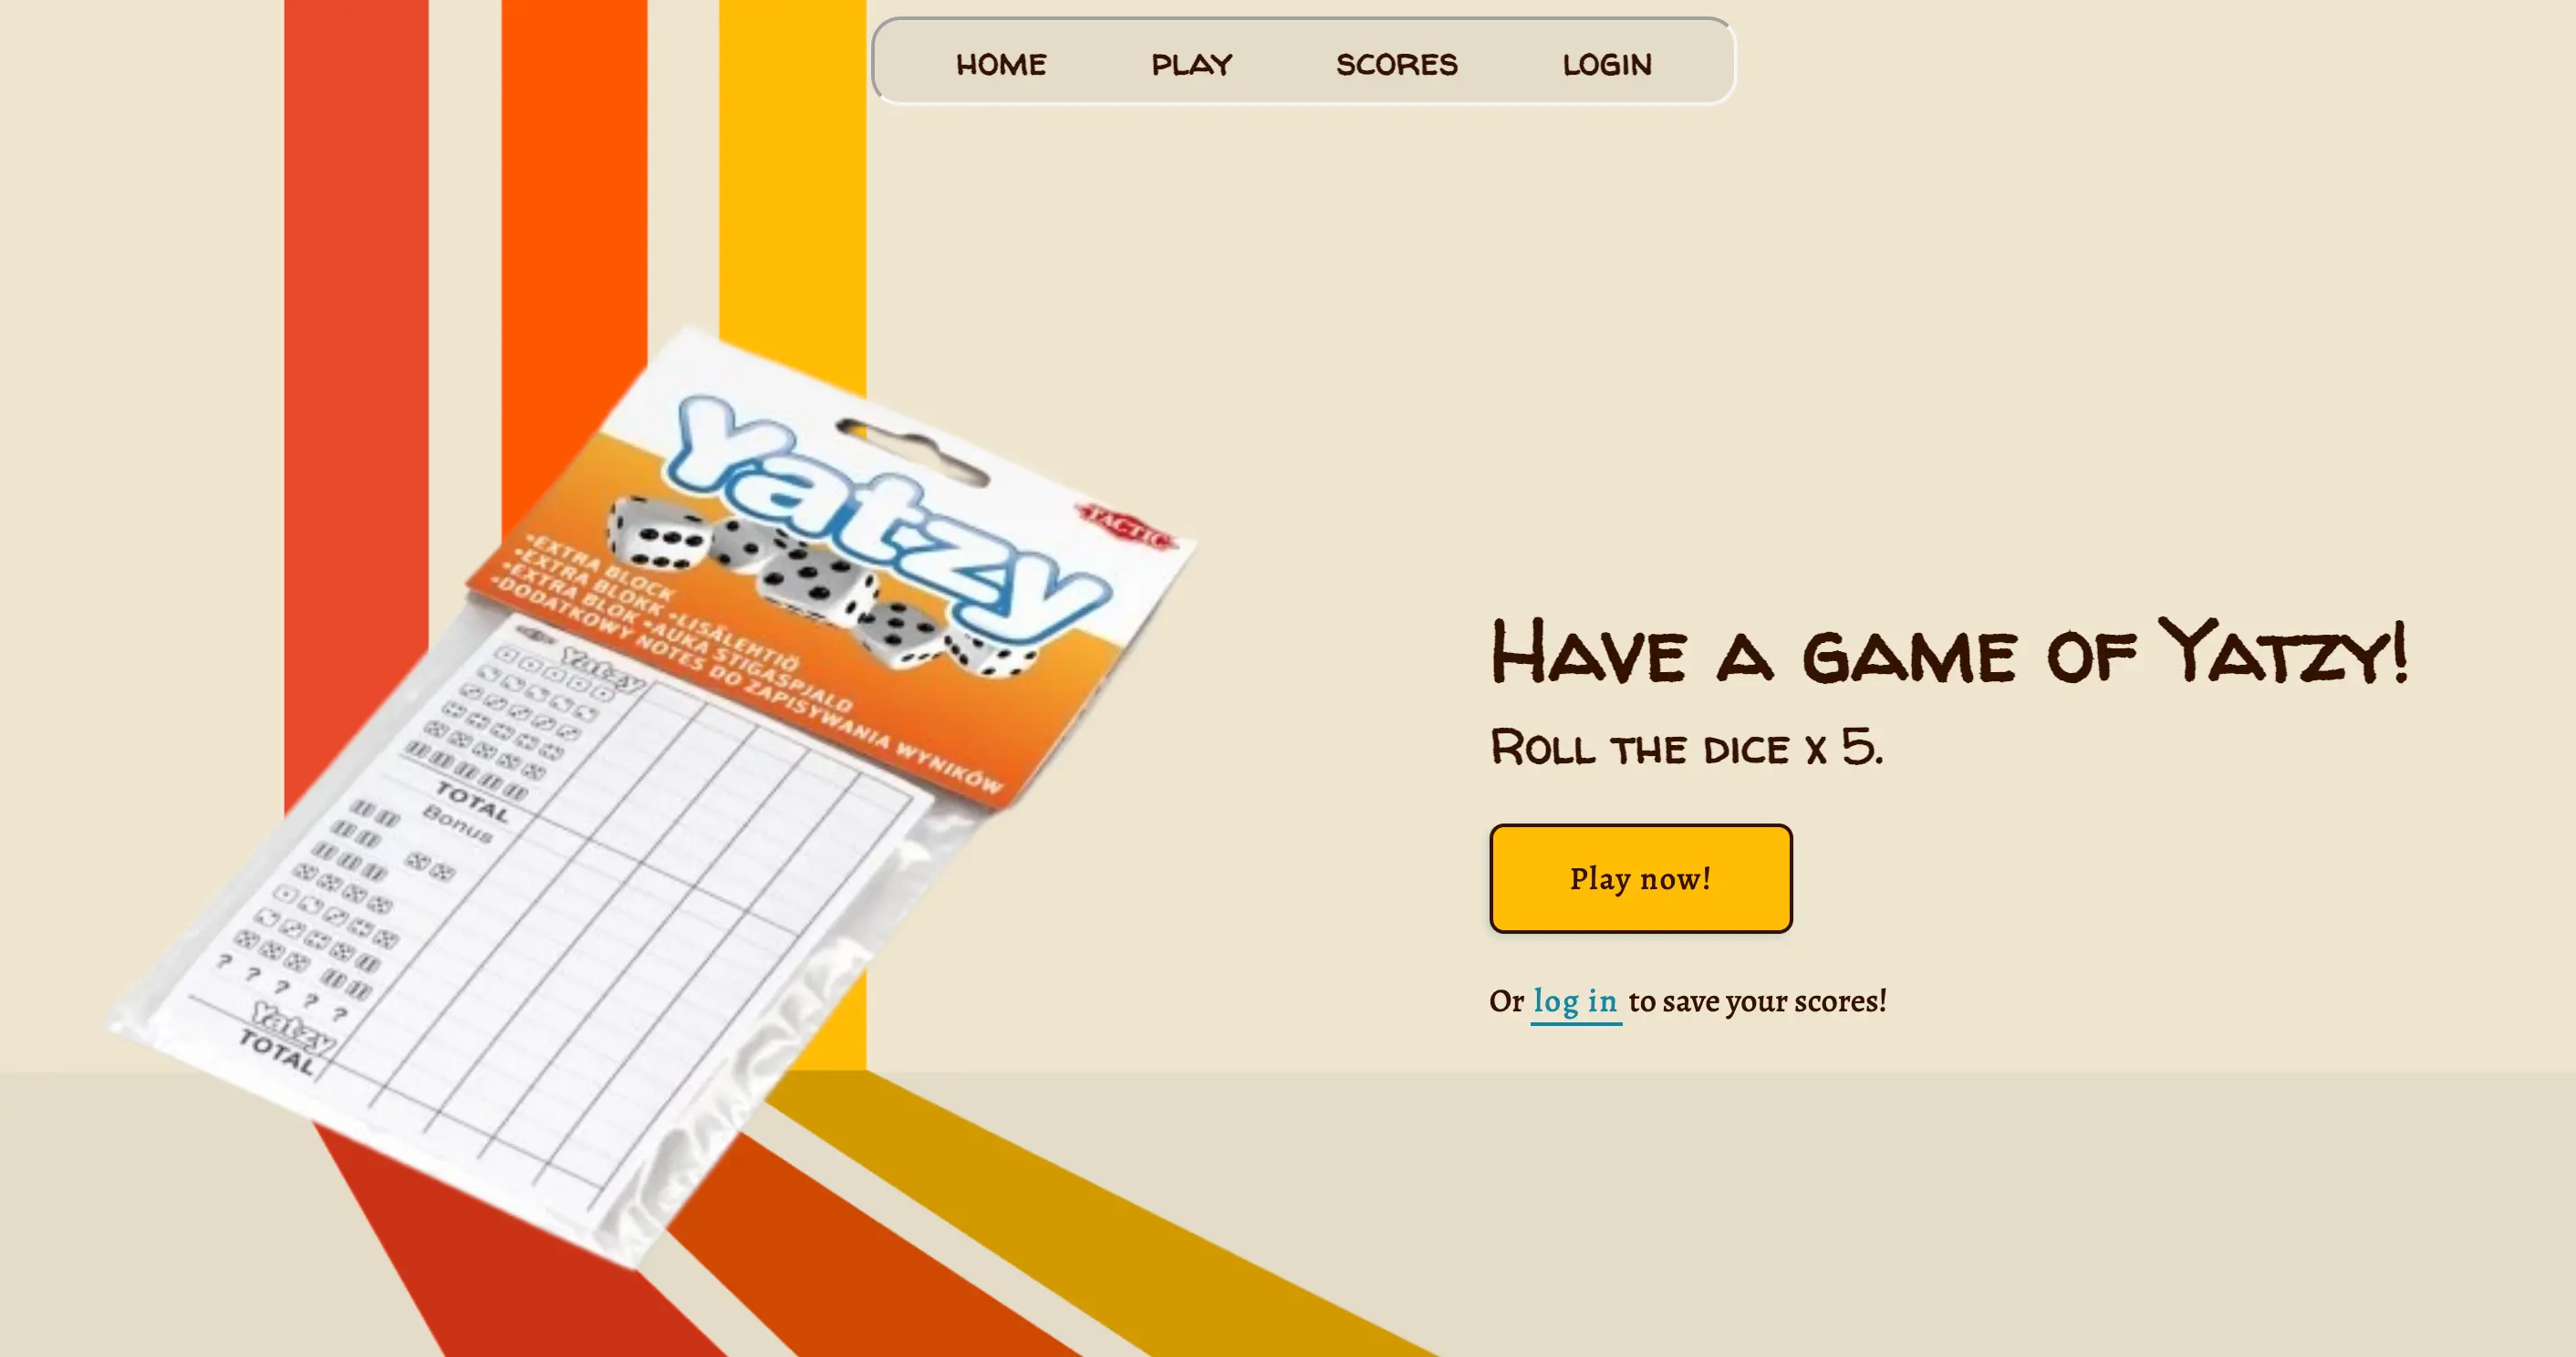 HOME PLAY SCORES LOGIN
Yatzy
TACTIC
•EXTRA BLOCK
•EXTRA BLOKK •LISÄLEHTIÖ
•EXTRA BLOK •AUKA STIGASPJALD
•DODATKOWY NOTES DO ZAPISYWANIA WYNIKÓW
Yatzy
TOTAL
Bonus
? ? ? ? ?
Yatzy
TOTAL
Have a game of Yatzy!
Roll the dice x 5.
Play now!
Or log in to save your scores!